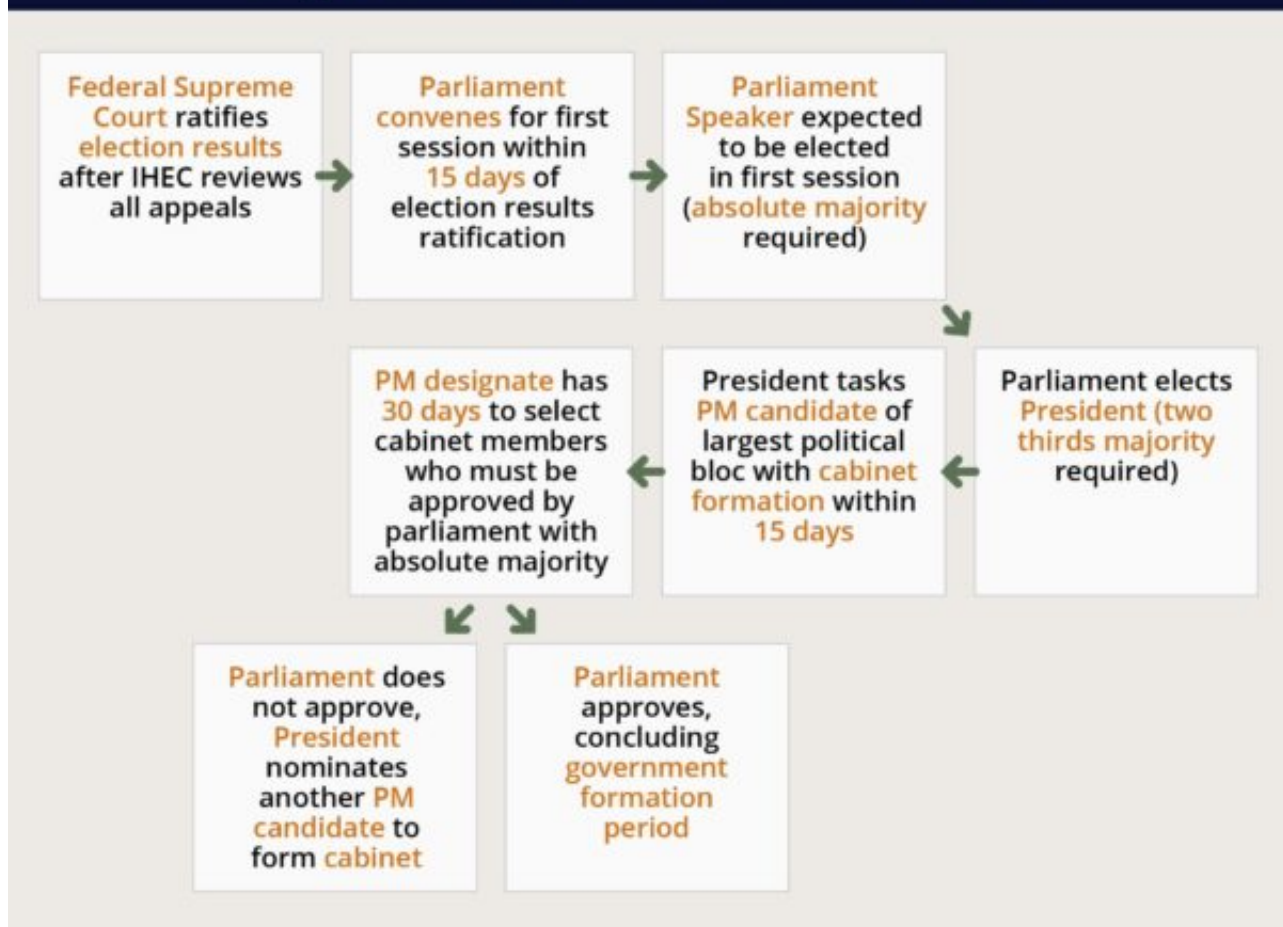 Federal Supreme
Court ratifies
election results
after IHEC reviews
all appeals
Parliament
convenes for first
session within
15 days of
election results
ratification
Parliament
Speaker expected
to be elected
in first session
(absolute majority
required)
Parliament elects
President (two
thirds majority
required)
President tasks
PM candidate of
largest political
bloc with cabinet
formation within
15 days
PM designate has
30 days to select
cabinet members
who must be
approved by
parliament with
absolute majority
Parliament does
not approve,
President
nominates
another PM
candidate to
form cabinet
Parliament
approves,
concluding
government
formation
period